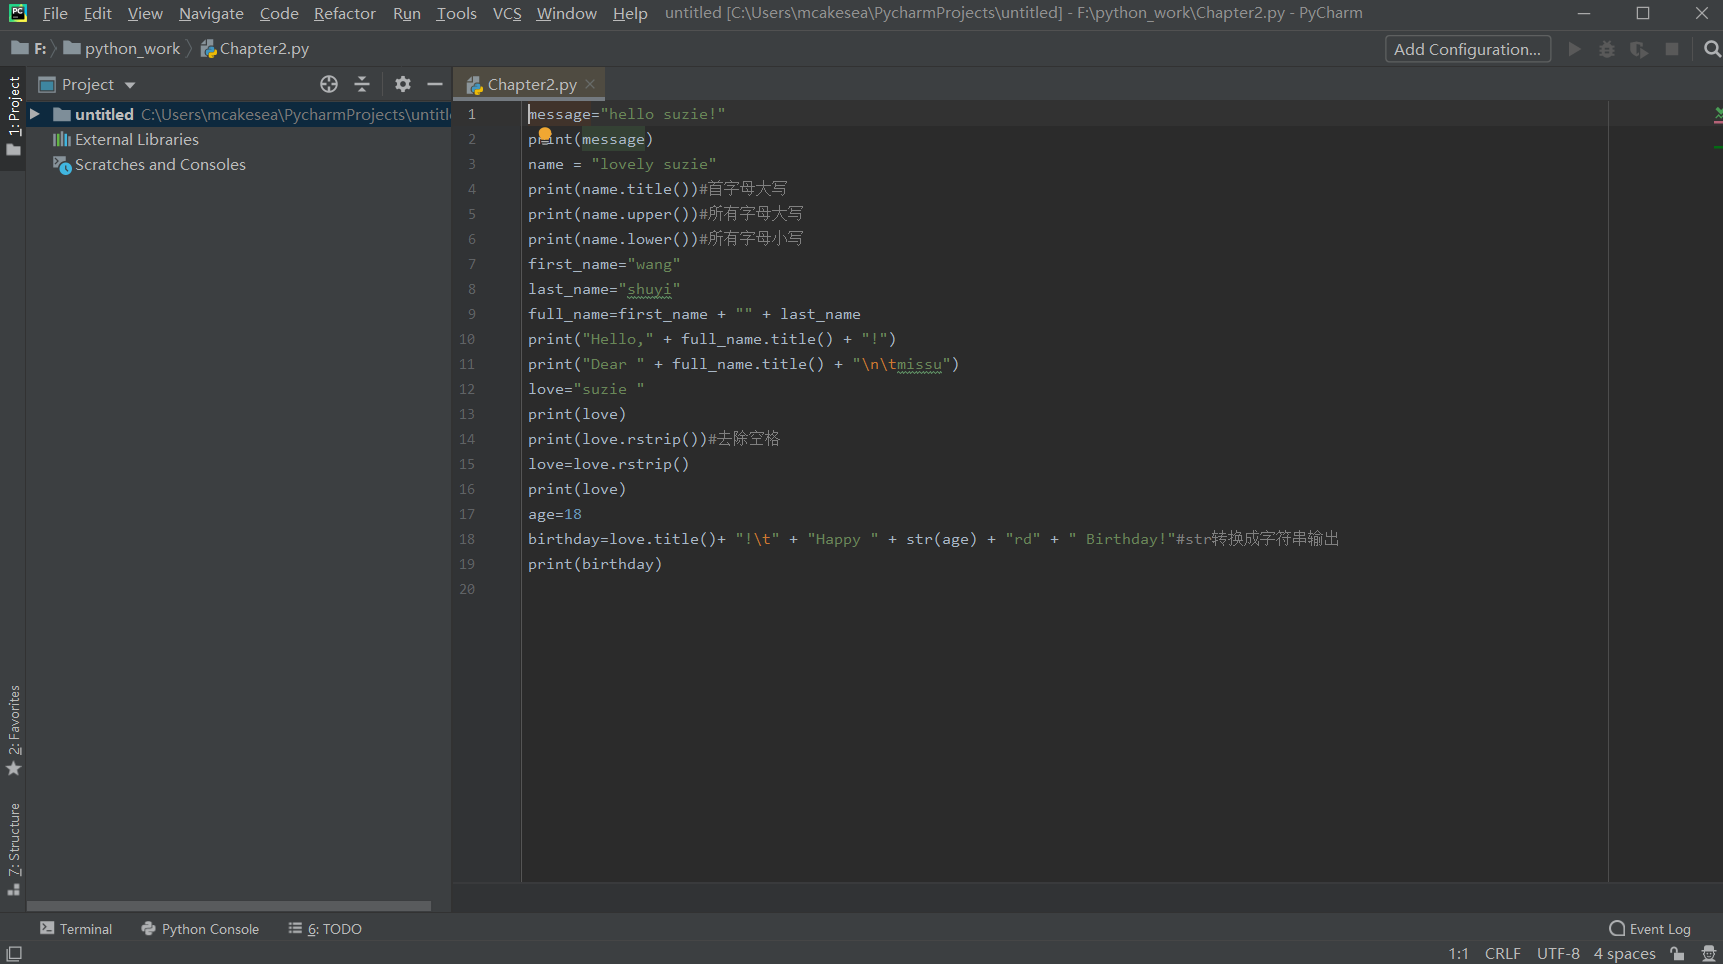 File Edit View Navigate Code Refactor Run Tools VCS Window Help untitled [C:\Users\mcakesea\PycharmProjects\untitled] - F:\python_work\Chapter2.py - PyCharm
F: python_work Chapter2.py Add Configuration...
Project Chapter2.py
1: Project
untitled C:\Users\mcakesea\PycharmProjects\untitl
External Libraries
Scratches and Consoles
1 message="hello suzie!"
2 print(message)
3 name = "lovely suzie"
4 print(name.title())#首字母大写
5 print(name.upper())#所有字母大写
6 print(name.lower())#所有字母小写
7 first_name="wang"
8 last_name="shuyi"
9 full_name=first_name + "" + last_name
10 print("Hello," + full_name.title() + "!")
11 print("Dear " + full_name.title() + "\n\tmissu")
12 love="suzie "
13 print(love)
14 print(love.rstrip())#去除空格
15 love=love.rstrip()
16 print(love)
17 age=18
18 birthday=love.title()+ "!\t" + "Happy " + str(age) + "rd" + " Birthday!"#str转换成字符串输出
19 print(birthday)
20
2: Favorites
7: Structure
Terminal Python Console 6: TODO Event Log
1:1 CRLF UTF-8 4 spaces